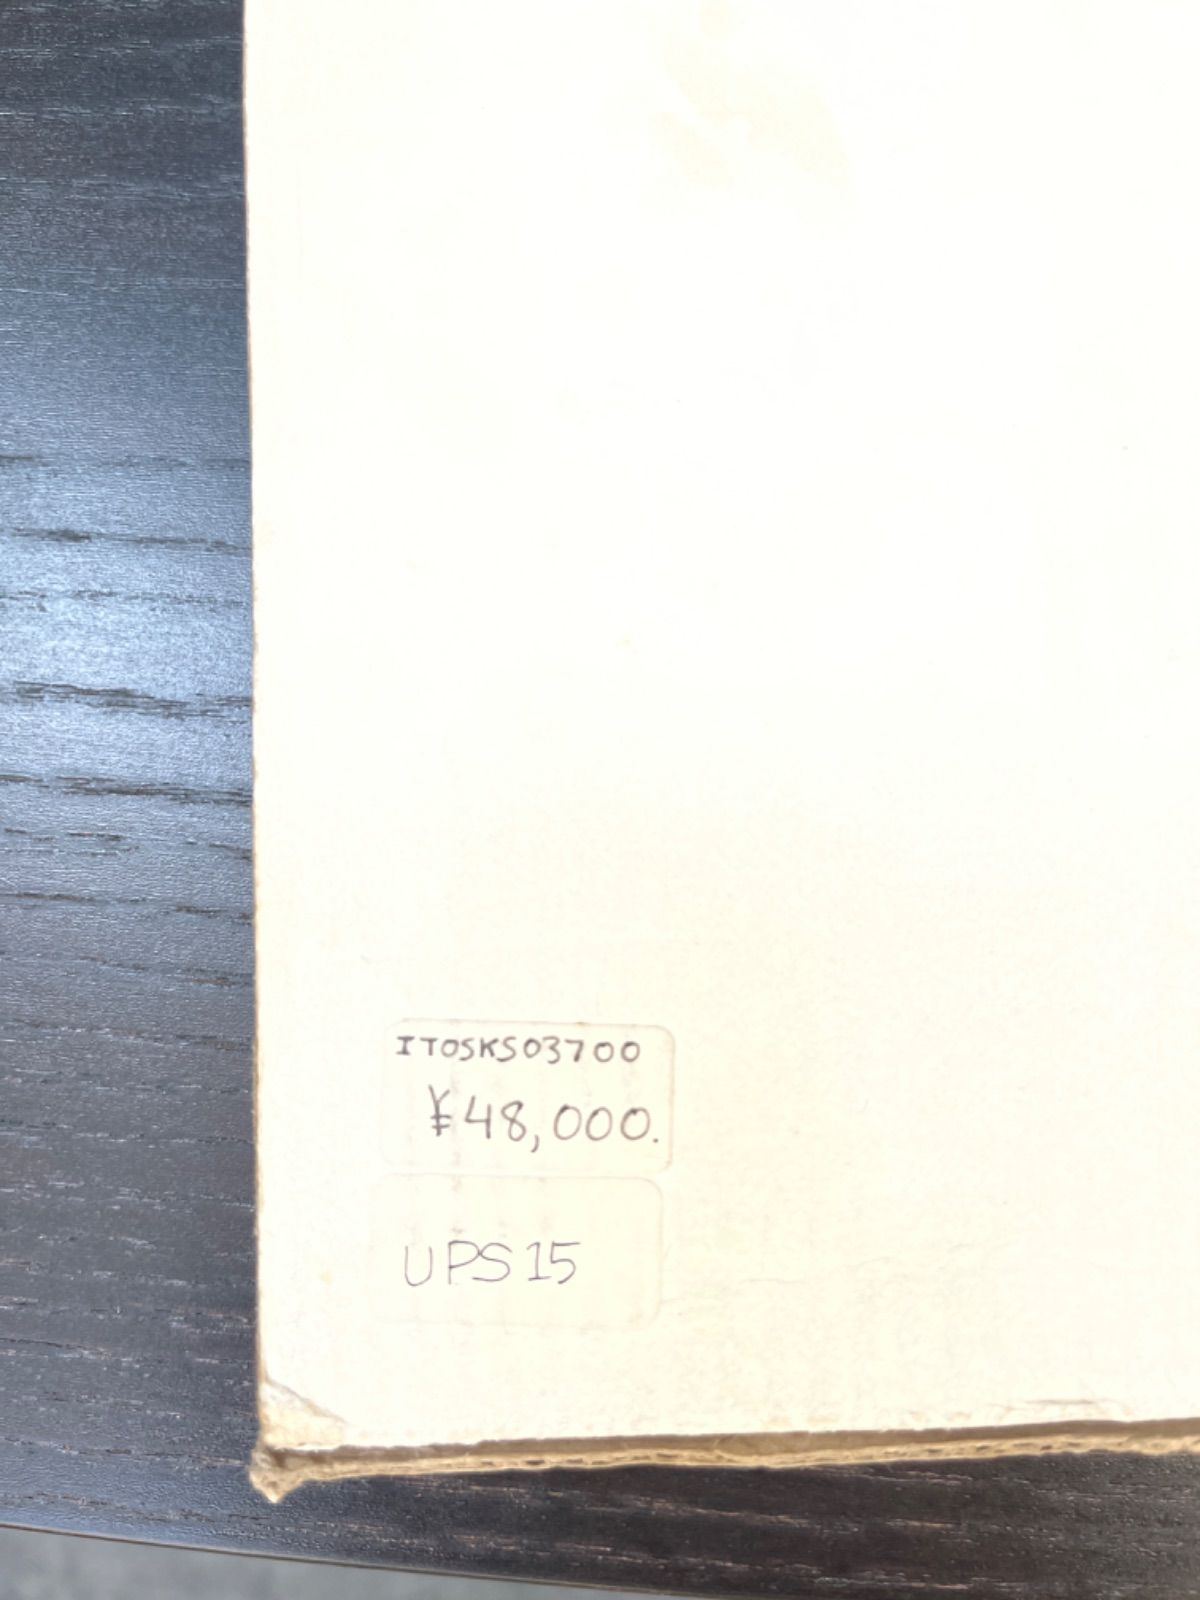 ITOSKS03700
¥48,000.
UPS15